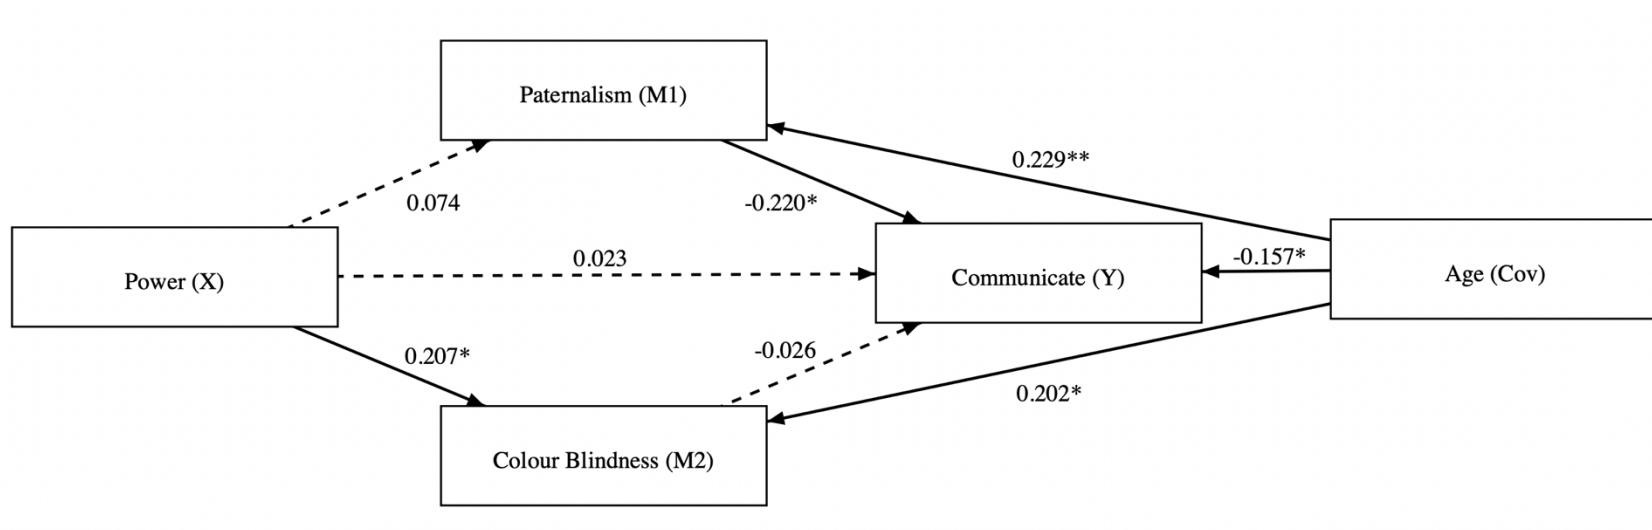 Paternalism (M1)
0.229**
0.074
-0.220*
0.023
-0.157*
Power (X)
Communicate (Y)
Age (Cov)
0.207*
-0.026
0.202*
Colour Blindness (M2)